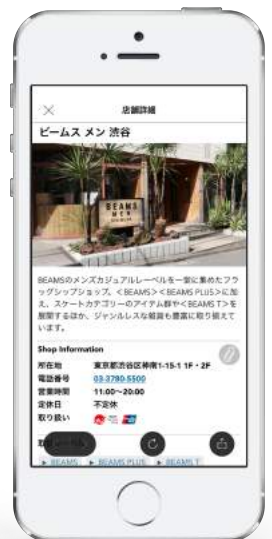 店舗詳細
ビームス メン 渋谷
BEAMS
MEN
BEAMSのメンズカジュアルレーベルを一堂に集めたフラ
ッグシップショップ。＜BEAMS＞＜BEAMS PLUS＞に加
え、スケートカテゴリーのアイテム群や＜BEAMS T＞を
展開するほか、ジャンルレスな雑貨も豊富に取り揃えて
います。
Shop Information
所在地 東京都渋谷区神南1-15-1 1F・2F
電話番号 03-3780-5500
営業時間 11:00〜20:00
定休日 不定休
取り扱い
▶ BEAMS ▶ BEAMS PLUS ▶ BEAMS T